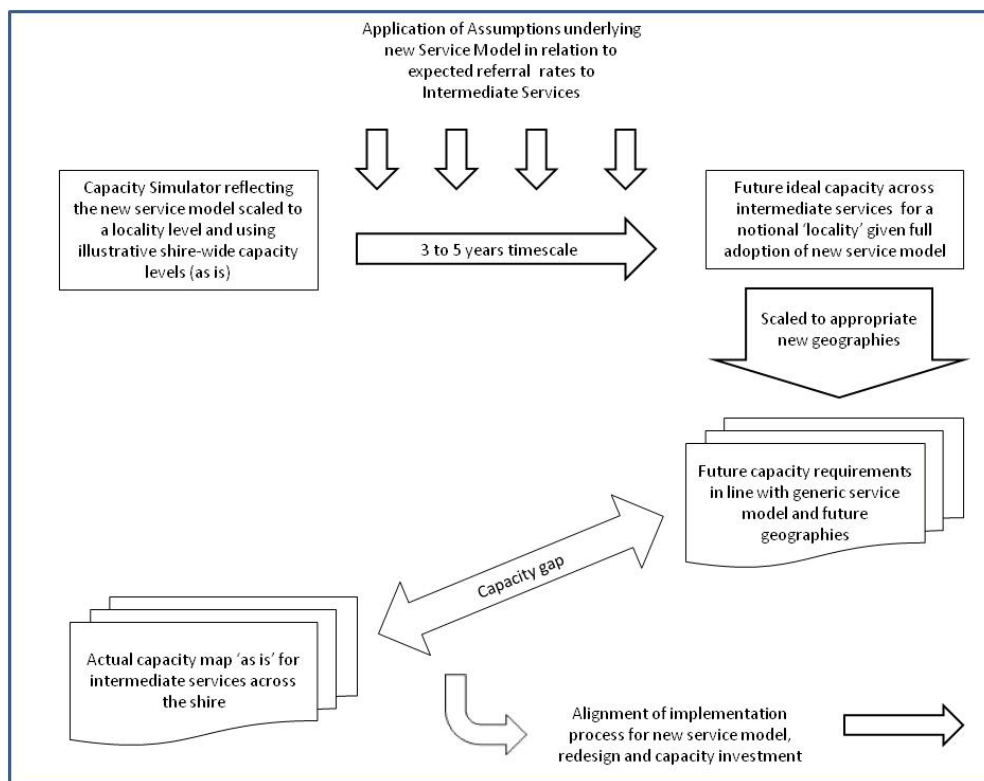 Application of Assumptions underlying
new Service Model in relation to
expected referral rates to
Intermediate Services
Capacity Simulator reflecting
the new service model scaled to
a locality level and using
illustrative shire-wide capacity
levels (as is)
3 to 5 years timescale
Future ideal capacity across
intermediate services for a
notional ‘locality’ given full
adoption of new service model
Scaled to appropriate
new geographies
Future capacity requirements
in line with generic service
model and future
geographies
Capacity gap
Actual capacity map ‘as is’ for
intermediate services across
the shire
Alignment of implementation
process for new service model,
redesign and capacity investment